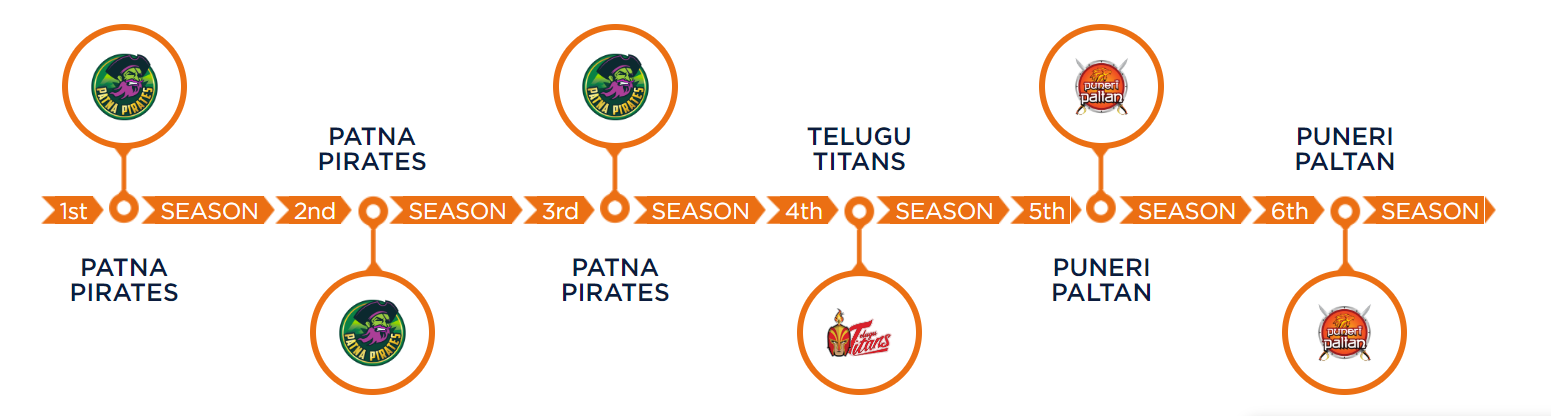 PATNA PIRATES
puneri
paltan
PATNA
PIRATES
PATNA PIRATES
TELUGU
TITANS
PUNERI
PALTAN
1st SEASON 2nd SEASON 3rd SEASON 4th SEASON 5th SEASON 6th SEASON
PATNA
PIRATES
PATNA PIRATES
PATNA
PIRATES
Telugu
Titans
PUNERI
PALTAN
puneri
paltan